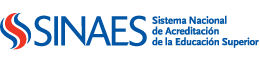 SINAES
Sistema Nacional
de Acreditación
de la Educación Superior